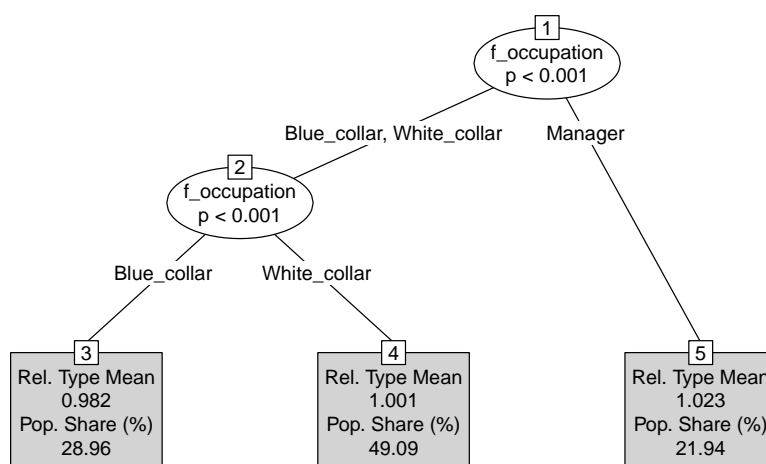 1
f_occupation
p < 0.001
Blue_collar, White_collar
Manager
2
f_occupation
p < 0.001
Blue_collar
White_collar
3
Rel. Type Mean
0.982
Pop. Share (%)
28.96
4
Rel. Type Mean
1.001
Pop. Share (%)
49.09
5
Rel. Type Mean
1.023
Pop. Share (%)
21.94